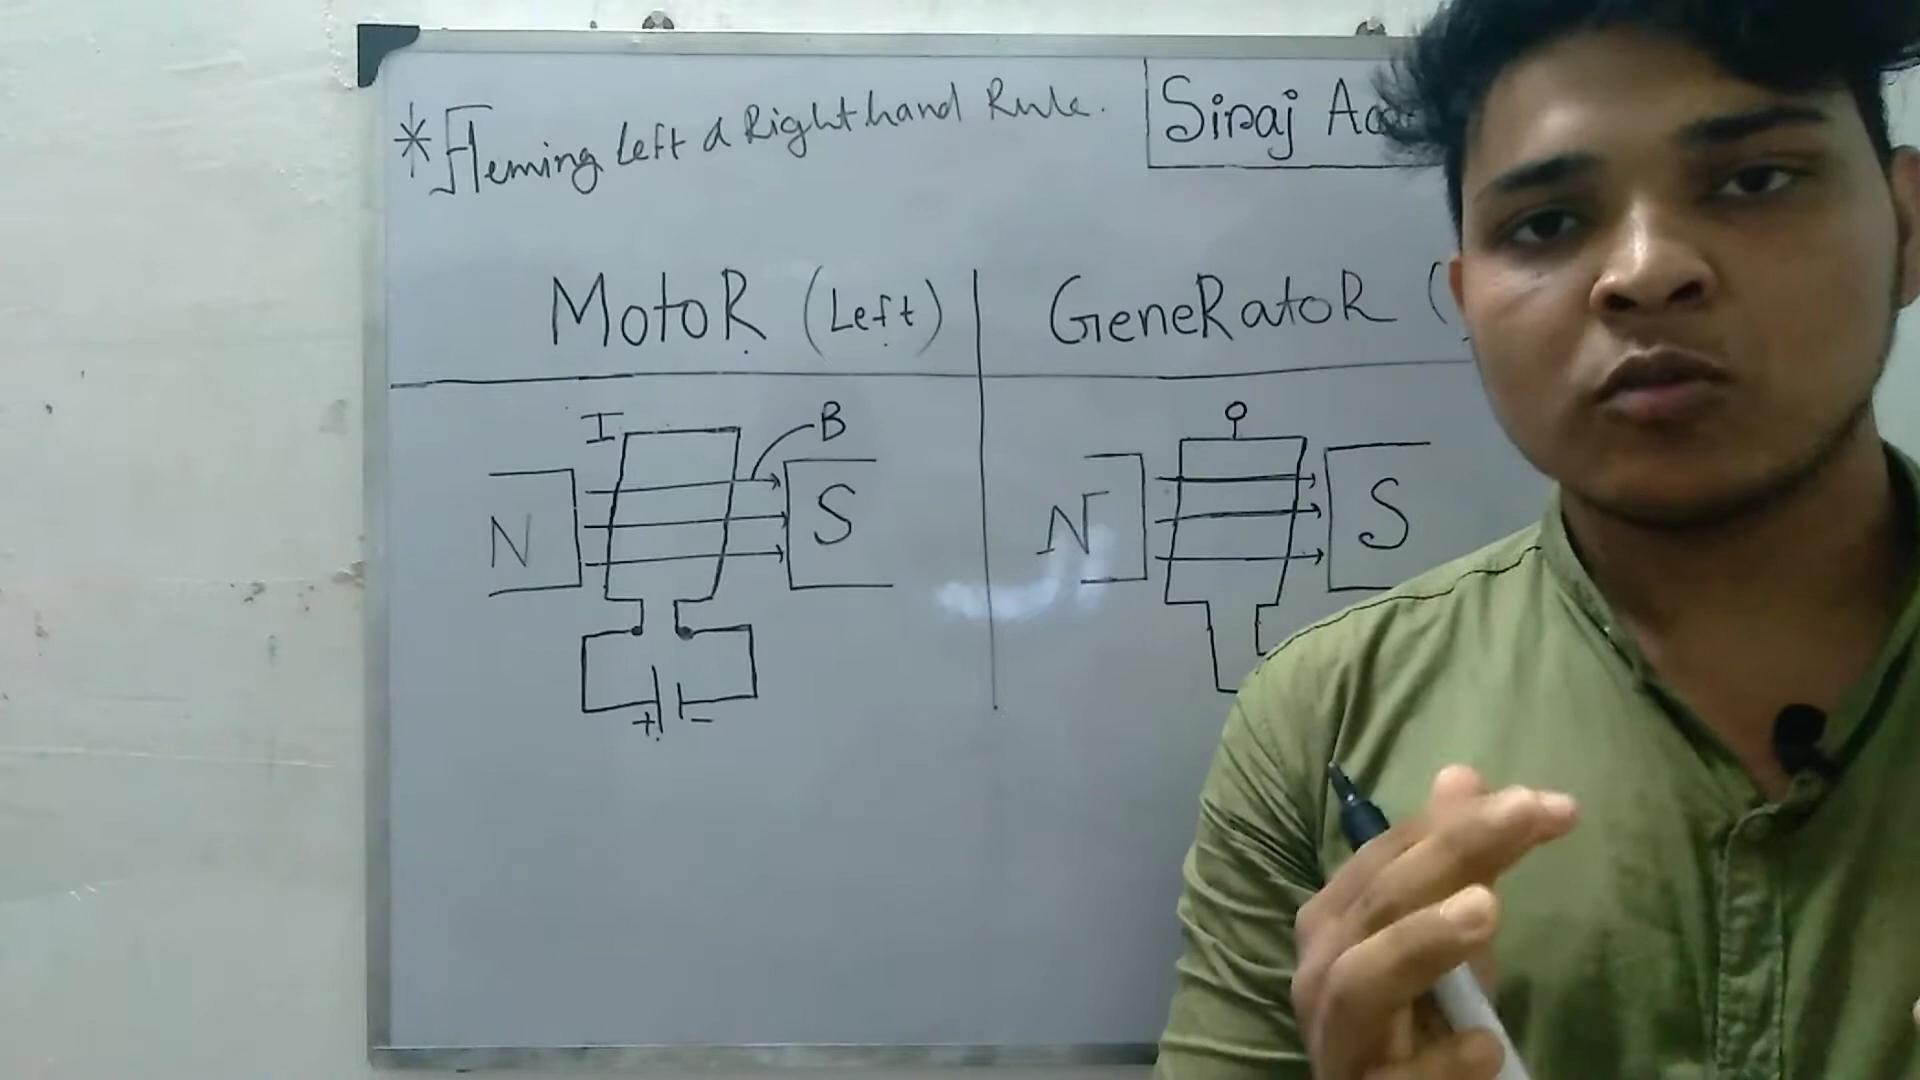 * Fleming Left & Right hand Rule.
Siraj
MotoR (Left)
GeneRatoR (
I
B
N
S
N
S
+ -